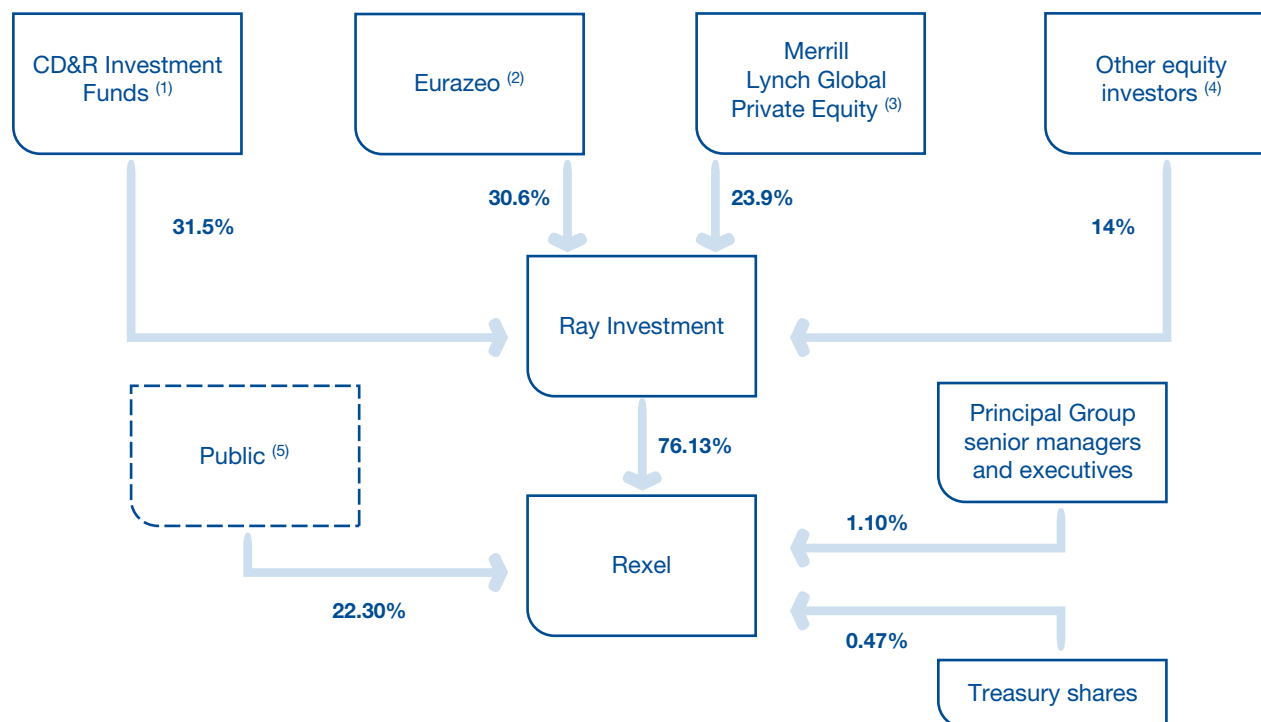 CD&R Investment
Funds (1)
Eurazeo (2)
Merrill
Lynch Global
Private Equity (3)
Other equity
investors (4)
31.5%
30.6%
23.9%
14%
Ray Investment
76.13%
Public (5)
Principal Group
senior managers
and executives
22.30%
Rexel
1.10%
0.47%
Treasury shares